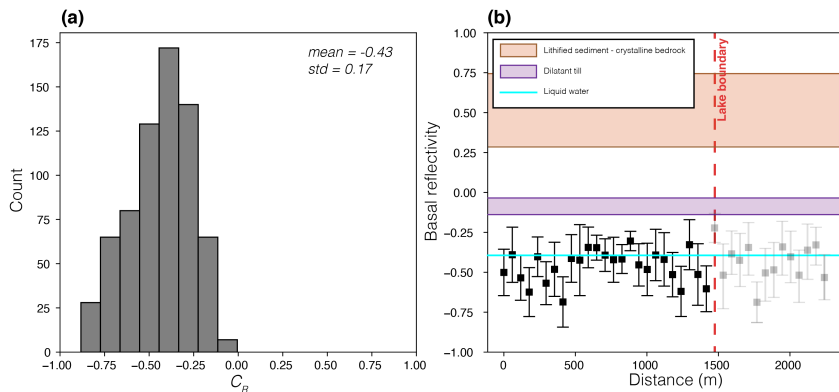 (a)
mean = -0.43
std = 0.17
Count
175
150
125
100
75
50
25
0
-1.00
-0.75
-0.50
-0.25
0.00
0.25
0.50
0.75
1.00
C_R
(b)
Lithified sediment - crystalline bedrock
Dilatant till
Liquid water
Lake boundary
Basal reflectivity
1.00
0.75
0.50
0.25
0.00
−0.25
−0.50
−0.75
−1.00
0
500
1000
1500
2000
Distance (m)